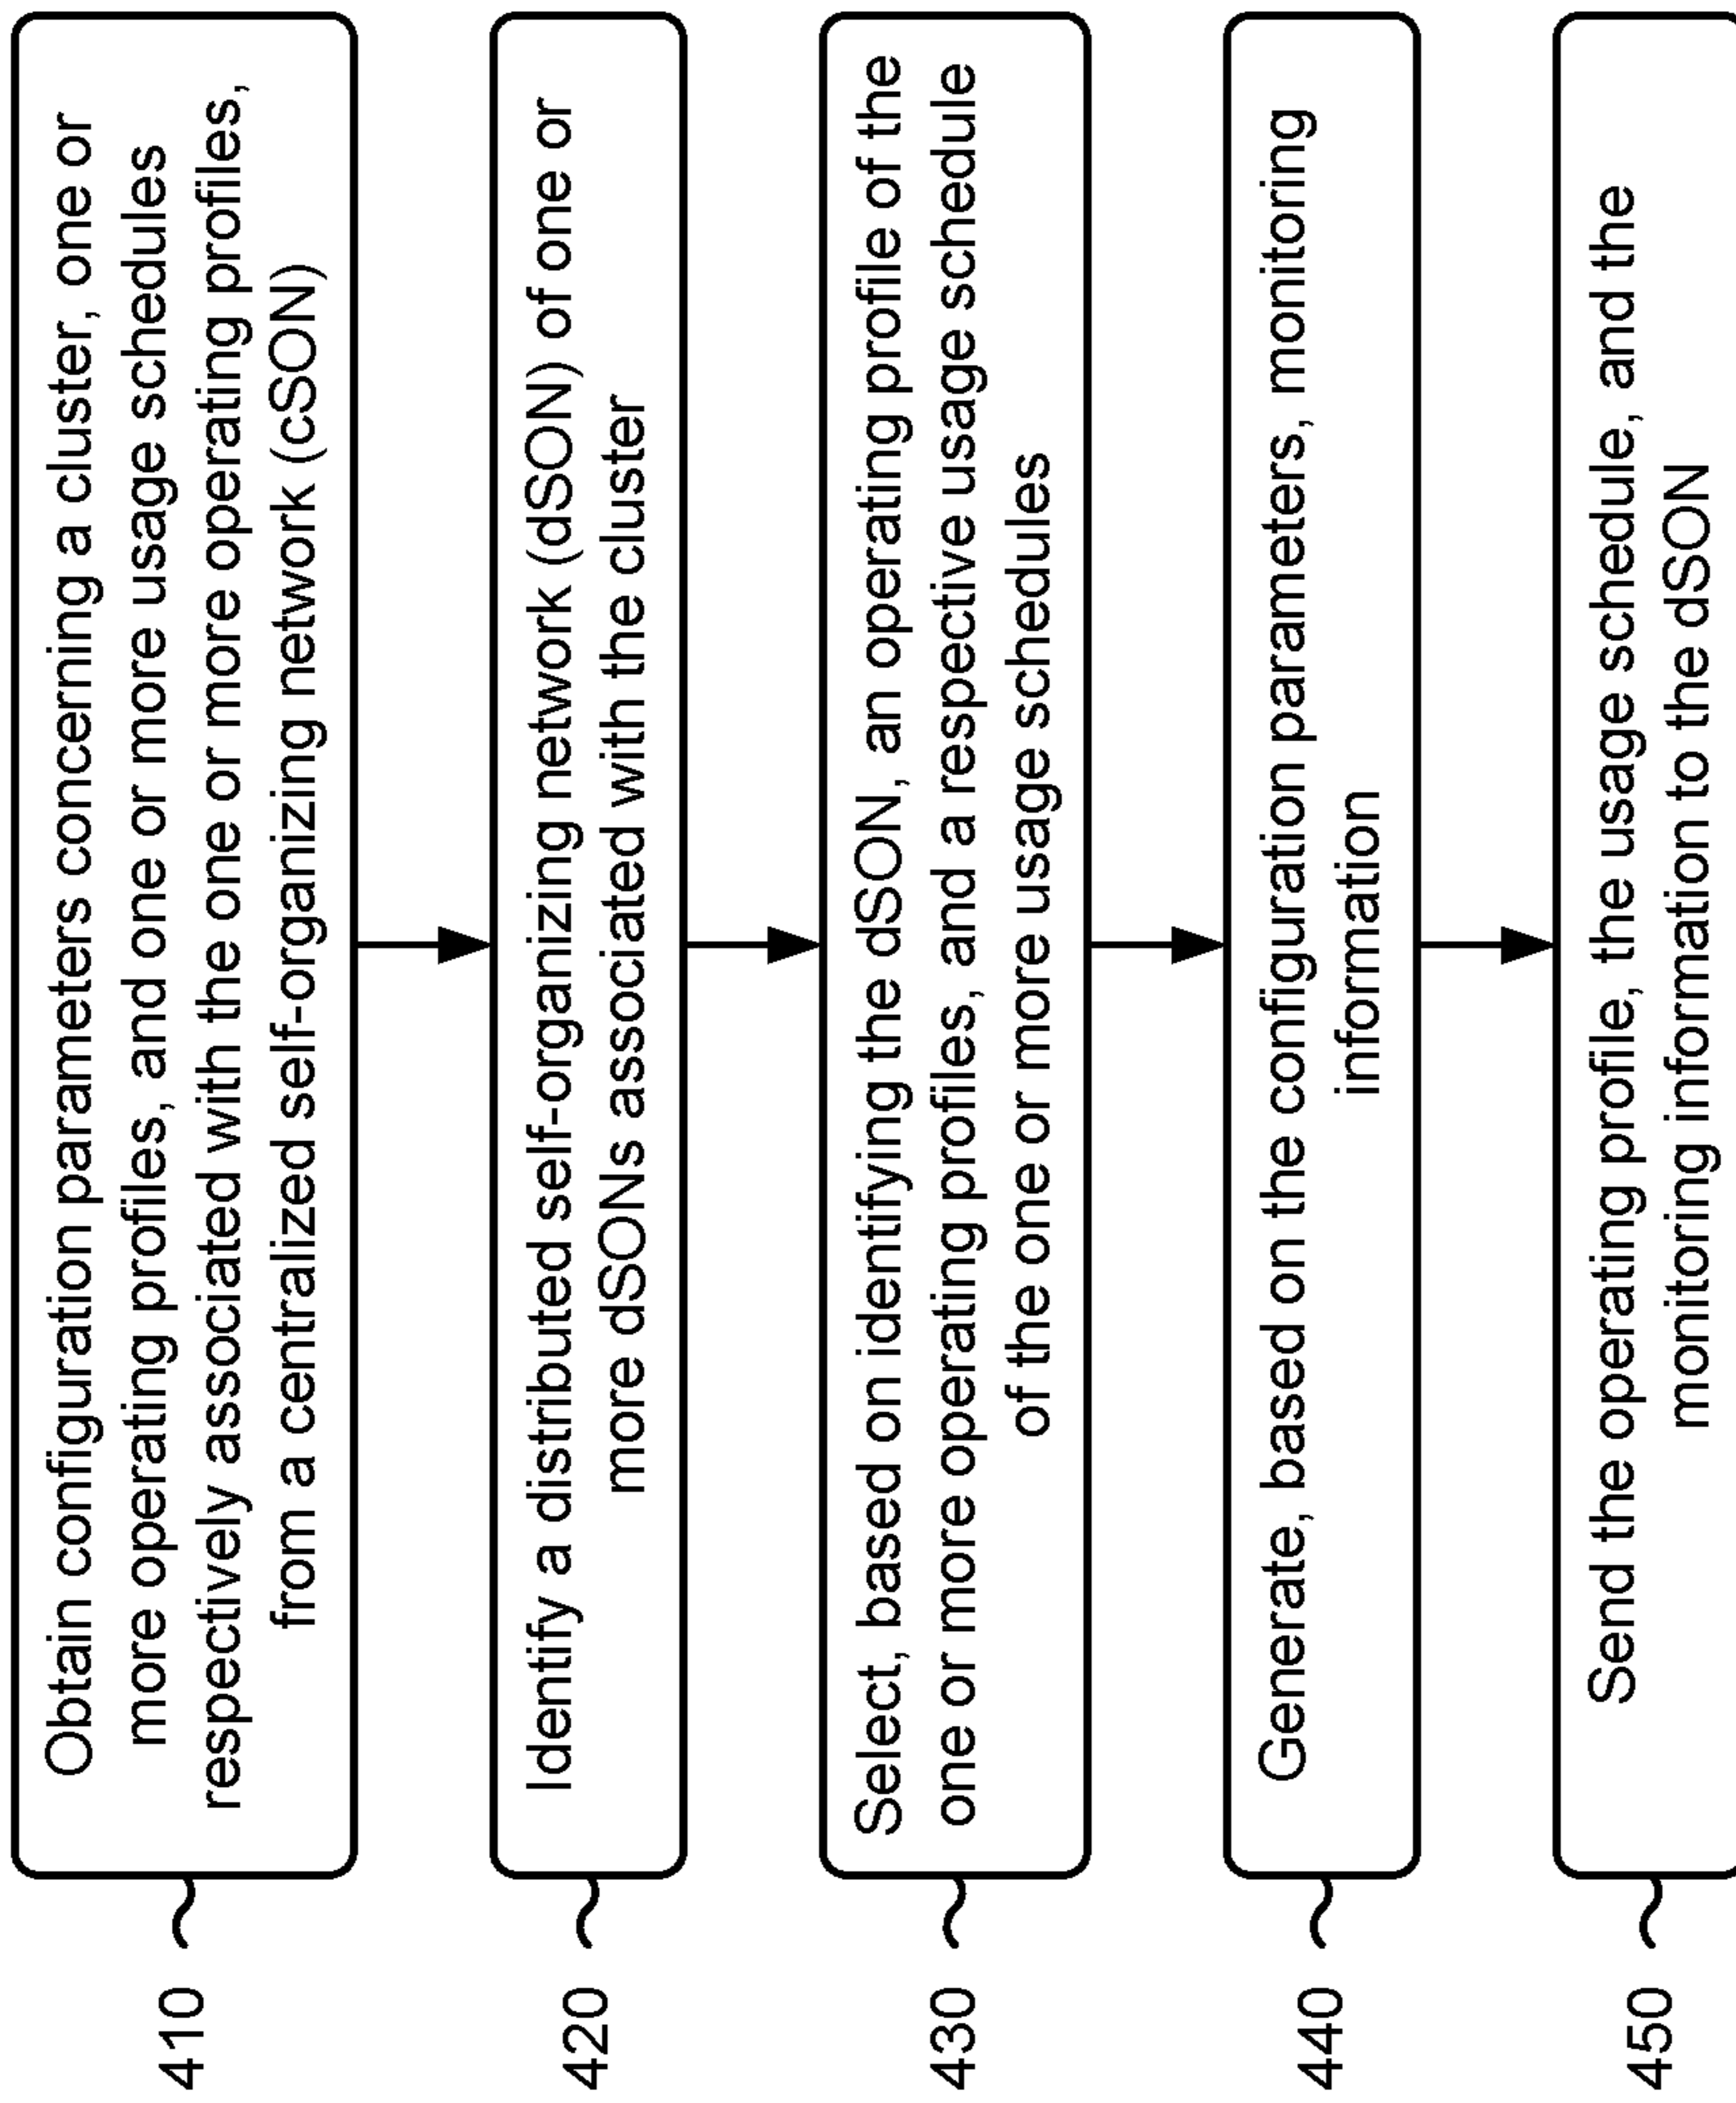 410
Obtain configuration parameters concerning a cluster, one or
more operating profiles, and one or more usage schedules
respectively associated with the one or more operating profiles,
from a centralized self-organizing network (cSON)
420
Identify a distributed self-organizing network (dSON) of one or
more dSONs associated with the cluster
430
Select, based on identifying the dSON, an operating profile of the
one or more operating profiles, and a respective usage schedule
of the one or more usage schedules
440
Generate, based on the configuration parameters, monitoring
information
450
Send the operating profile, the usage schedule, and the
monitoring information to the dSON